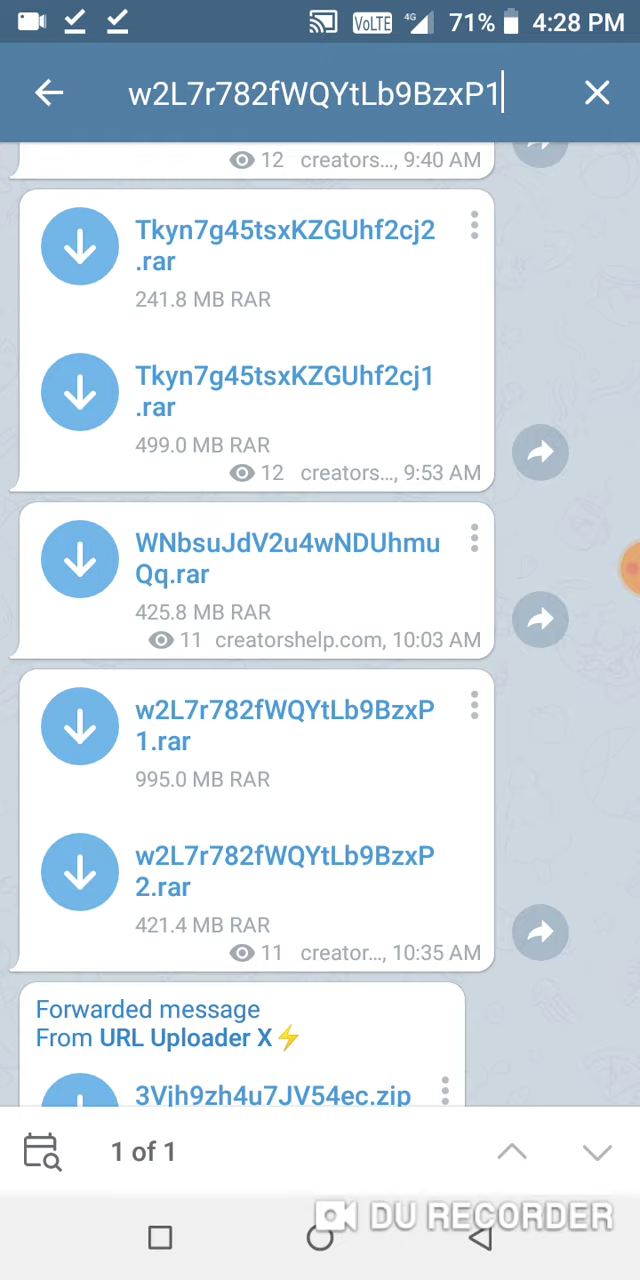 VoLTE 4G 71% 4:28 PM
w2L7r782fWQYtLb9BzxP1
12 creators..., 9:40 AM
Tkyn7g45tsxKZGUhf2cj2
.rar
241.8 MB RAR
Tkyn7g45tsxKZGUhf2cj1
.rar
499.0 MB RAR
12 creators..., 9:53 AM
WNbsuJdV2u4wNDUhmu
Qq.rar
425.8 MB RAR
11 creatorshelp.com, 10:03 AM
w2L7r782fWQYtLb9BzxP
1.rar
995.0 MB RAR
w2L7r782fWQYtLb9BzxP
2.rar
421.4 MB RAR
11 creator..., 10:35 AM
Forwarded message
From URL Uploader X⚡
3Vjh9zh4u7JV54ec.zip
1 of 1
DU RECORDER